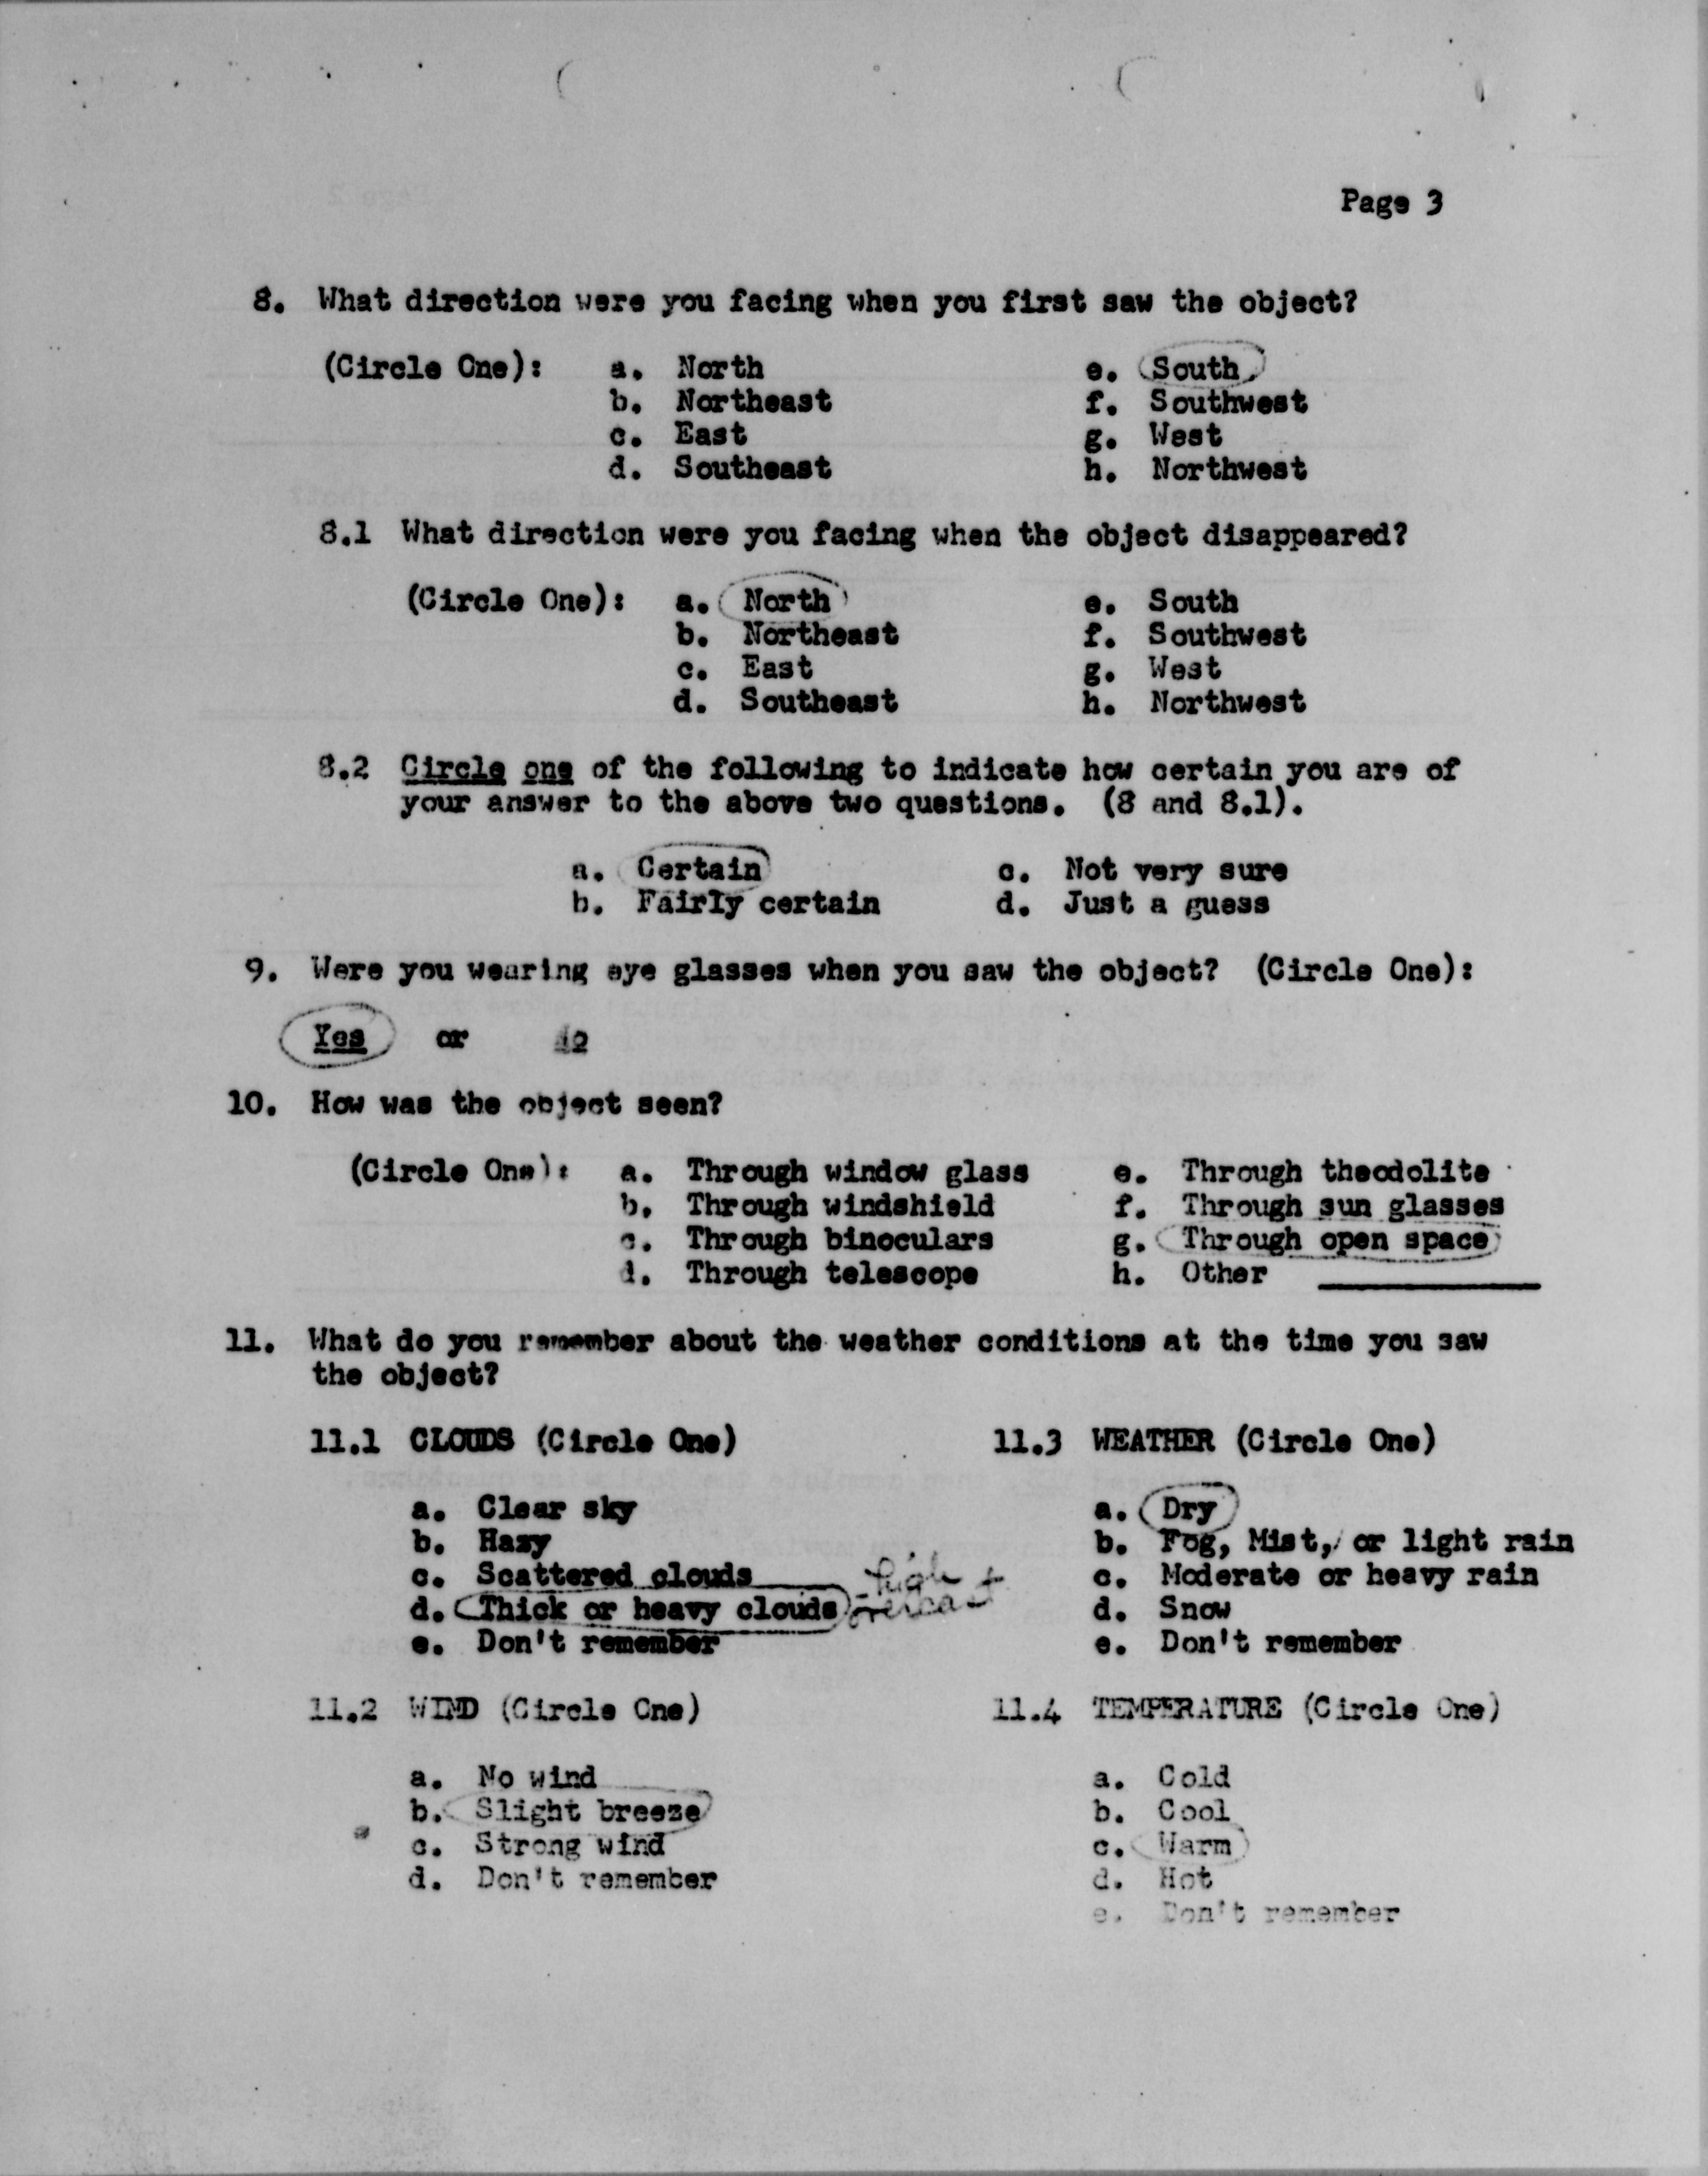 Page 3
8. What direction were you facing when you first saw the object?
(Circle One): a. North e. South
b. Northeast f. Southwest
c. East g. West
d. Southeast h. Northwest
8.1 What direction were you facing when the object disappeared?
(Circle One): a. North e. South
b. Northeast f. Southwest
c. East g. West
d. Southeast h. Northwest
8.2 Circle one of the following to indicate how certain you are of
your answer to the above two questions. (8 and 8.1).
a. Certain c. Not very sure
b. Fairly certain d. Just a guess
9. Were you wearing eye glasses when you saw the object? (Circle One):
Yes or No
10. How was the object seen?
(Circle One): a. Through window glass e. Through theodolite
b. Through windshield f. Through sun glasses
c. Through binoculars g. Through open space
d. Through telescope h. Other
11. What do you remember about the weather conditions at the time you saw
the object?
11.1 CLOUDS (Circle One) 11.3 WEATHER (Circle One)
a. Clear sky a. Dry
b. Hazy b. Fog, Mist, or light rain
c. Scattered clouds high c. Moderate or heavy rain
d. Thick or heavy clouds - overcast d. Snow
e. Don't remember e. Don't remember
11.2 WIND (Circle One) 11.4 TEMPERATURE (Circle One)
a. No wind a. Cold
b. Slight breeze b. Cool
c. Strong wind c. Warm
d. Don't remember d. Hot
e. Don't remember